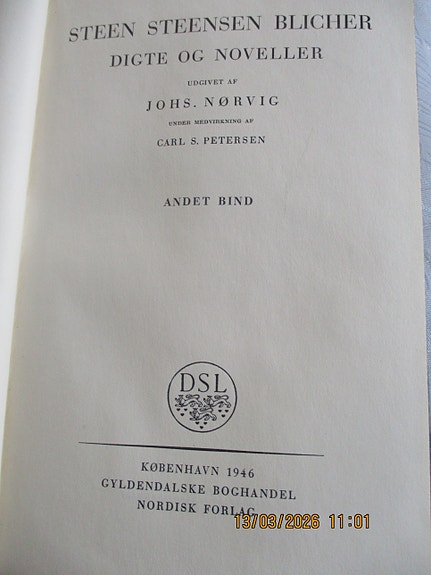 STEEN STEENSEN BLICHER
DIGTE OG NOVELLER
UDGIVET AF
JOHS. NØRVIG
UNDER MEDVIRKNING AF
CARL S. PETERSEN
ANDET BIND
DSL
KØBENHAVN 1946
GYLDENDALSKE BOGHANDEL
NORDISK FORLAG
13/03/2026 11:01